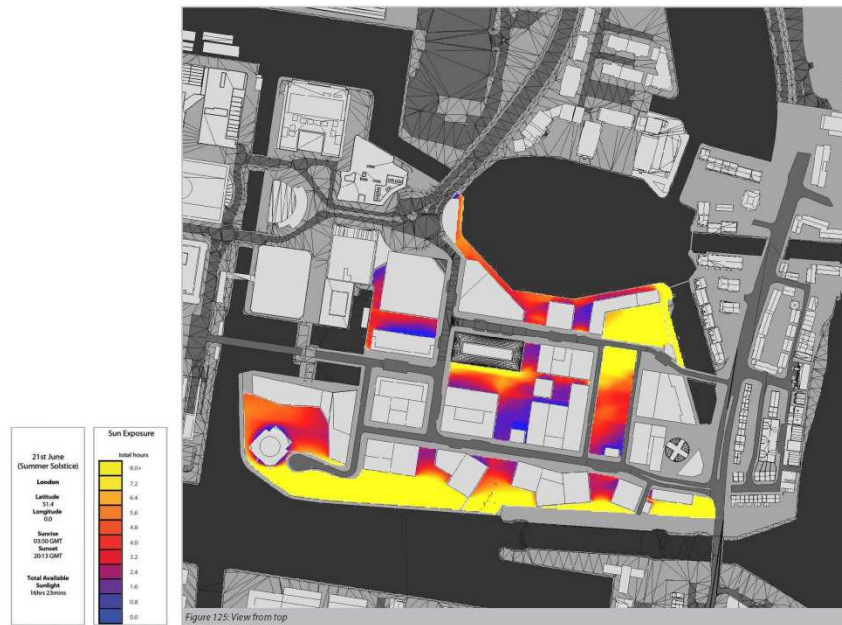 21st June
(Summer Solstice)
London
Latitude
51.4
Longitude
0.0
Sunrise
03:50 GMT
Sunset
20:13 GMT
Total Available
Sunlight
16hrs 23mins
Sun Exposure
total hours
8.0+
7.2
6.4
5.6
4.8
4.0
3.2
2.4
1.6
0.8
0.0
Figure 125: View from top